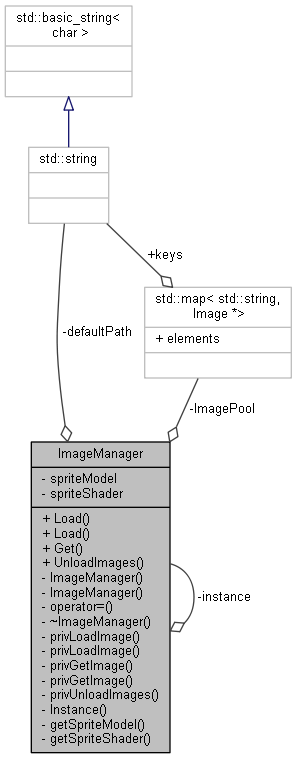 std::basic_string<
char >
std::string
+keys
std::map< std::string,
Image *>
+ elements
-defaultPath
-ImagePool
ImageManager
- spriteModel
- spriteShader
+ Load()
+ Load()
+ Get()
+ UnloadImages()
- ImageManager()
- ImageManager()
- operator=()
- ~ImageManager()
- privLoadImage()
- privLoadImage()
- privGetImage()
- privGetImage()
- privUnloadImages()
- Instance()
- getSpriteModel()
- getSpriteShader()
-instance